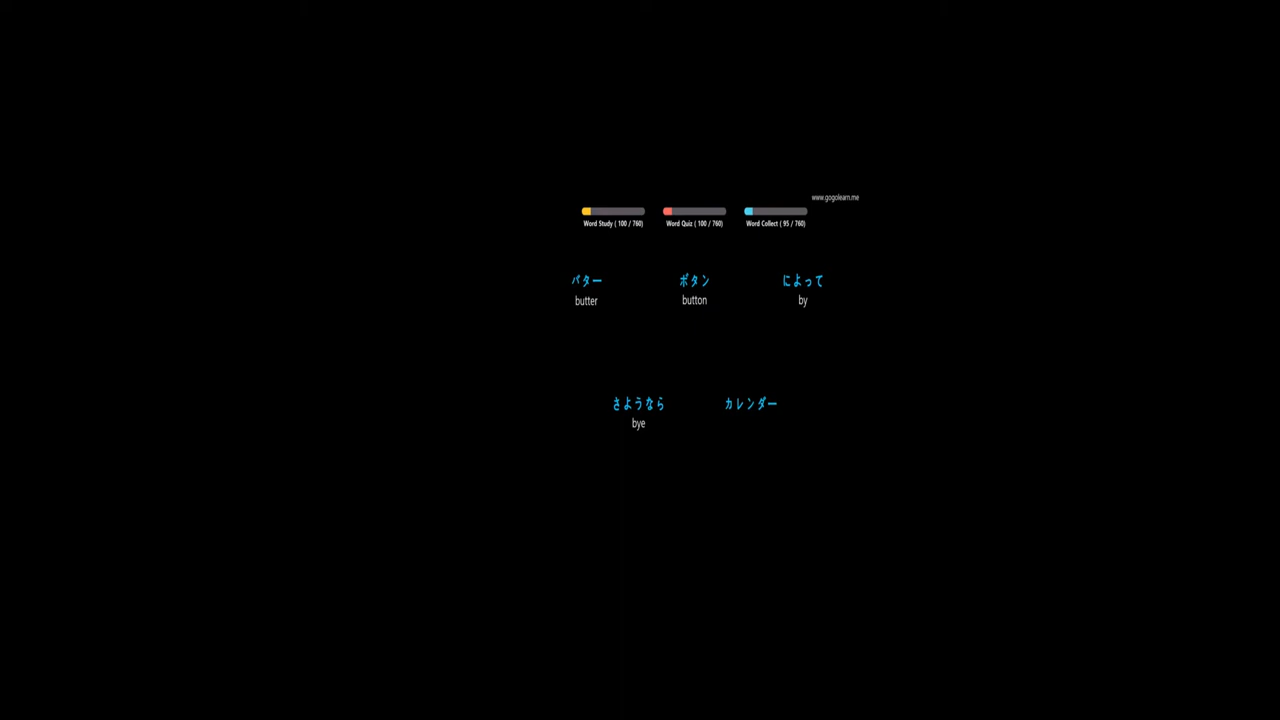 www.gogolearn.me
Word Study ( 100 / 760)
Word Quiz ( 100 / 760)
Word Collect ( 95 / 760)
バター
butter
ボタン
button
によって
by
さようなら
bye
カレンダー